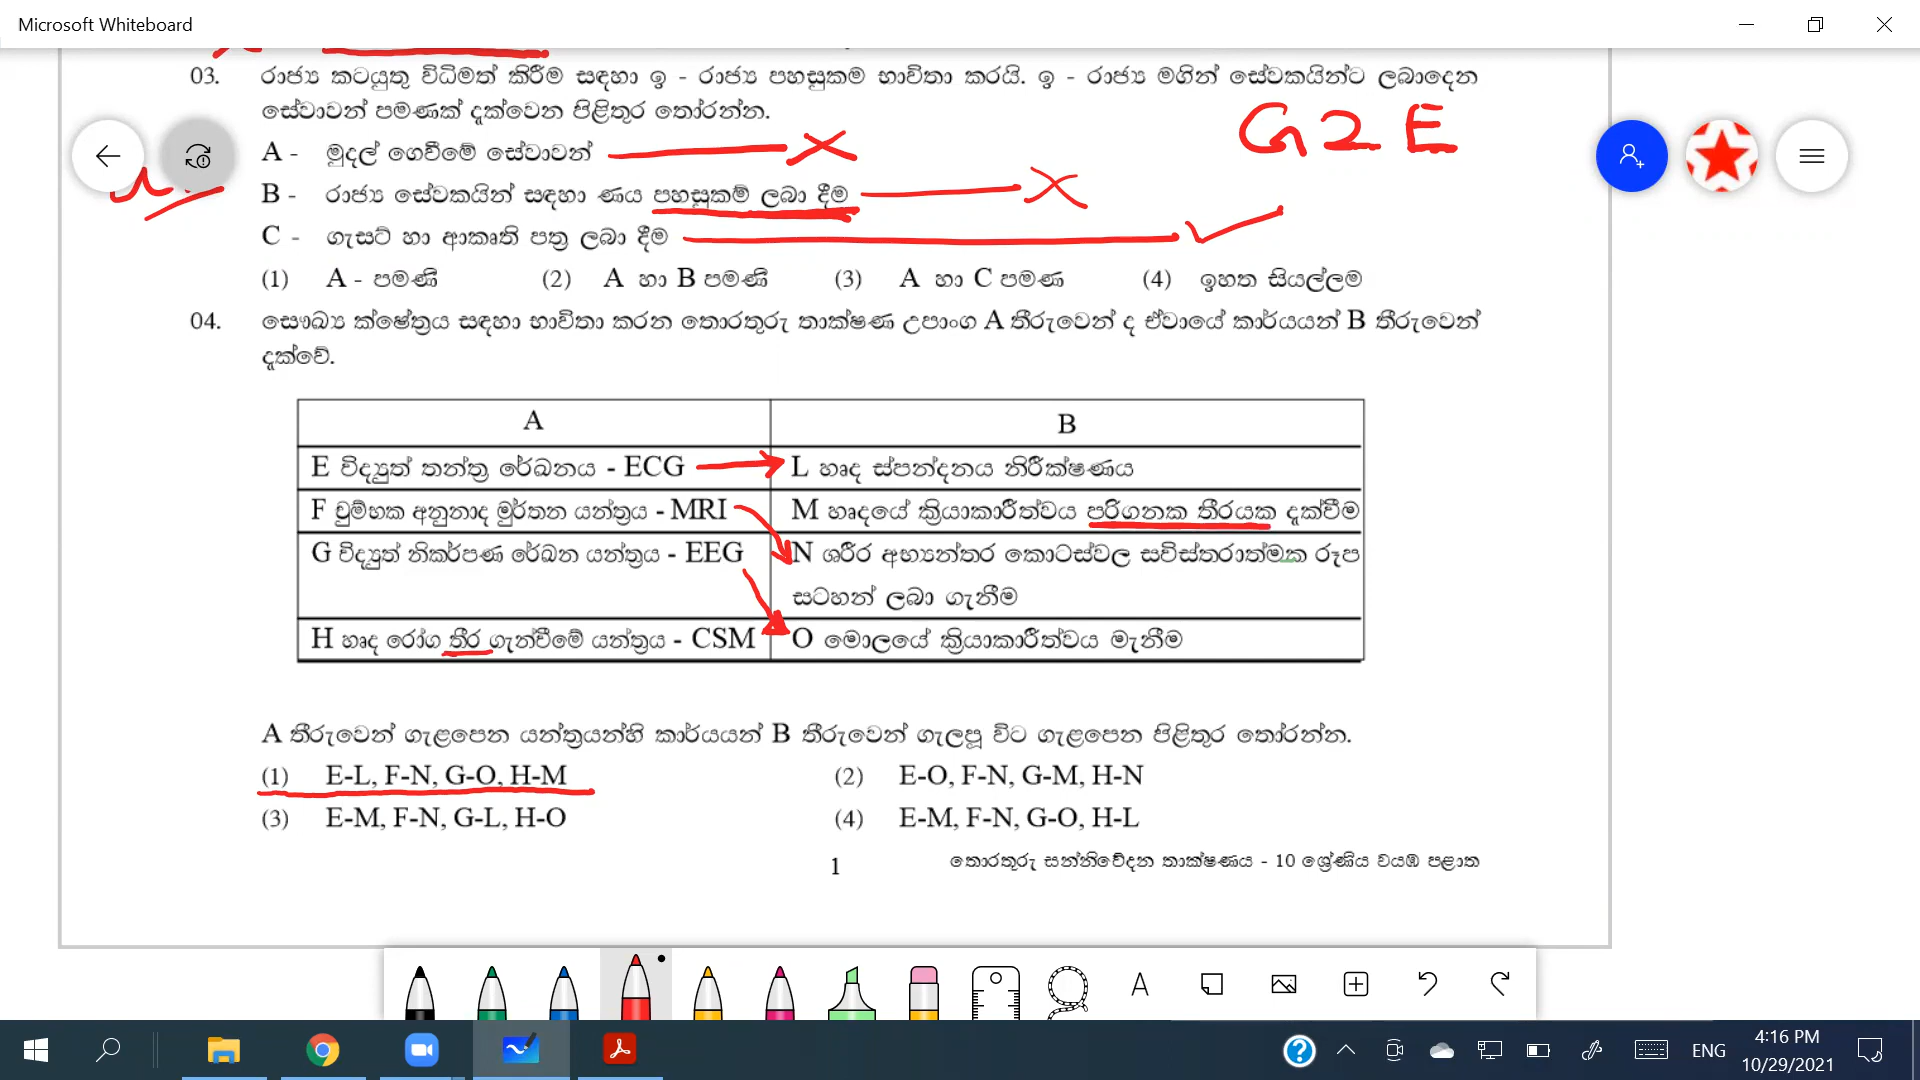 Microsoft Whiteboard
03. රාජ්‍ය කටයුතු විධිමත් කිරීම සඳහා ඉ - රාජ්‍ය පහසුකම භාවිතා කරයි. ඉ - රාජ්‍ය මගින් සේවකයින්ට ලබාදෙන
සේවාවන් පමණක් දැක්වෙන පිළිතුර තෝරන්න.
G2E
A - මුදල් ගෙවීමේ සේවාවන්
B - රාජ්‍ය සේවකයින් සඳහා ණය පහසුකම් ලබා දීම
C - ගැසට් හා ආකෘති පත්‍ර ලබා දීම
(1) A - පමණි (2) A හා B පමණි (3) A හා C පමණ (4) ඉහත සියල්ලම
04. සෞඛ්‍ය ක්ෂේත්‍රය සඳහා භාවිතා කරන තොරතුරු තාක්ෂණ උපාංග A තීරුවෙන් ද ඒවායේ කාර්යයන් B තීරුවෙන්
දැක්වේ.
A B
E විද්‍යුත් තන්ත්‍ර රේඛනය - ECG L හෘද ස්පන්දනය නිරීක්ෂණය
F චුම්භක අනුනාද මුර්තන යන්ත්‍රය - MRI M හෘදයේ ක්‍රියාකාරීත්වය පරිගනක තීරයක දැක්වීම
G විද්‍යුත් නිකර්පණ රේඛන යන්ත්‍රය - EEG N ශරීර අභ්‍යන්තර කොටස්වල සවිස්තරාත්මක රූප
සටහන් ලබා ගැනීම
H හෘද රෝග තීර ගැන්වීමේ යන්ත්‍රය - CSM O මොලයේ ක්‍රියාකාරීත්වය මැනීම
A තීරුවෙන් ගැළපෙන යන්ත්‍රයන්හි කාර්යයන් B තීරුවෙන් ගැලපූ විට ගැළපෙන පිළිතුර තෝරන්න.
(1) E-L, F-N, G-O, H-M (2) E-O, F-N, G-M, H-N
(3) E-M, F-N, G-L, H-O (4) E-M, F-N, G-O, H-L
1 තොරතුරු සන්නිවේදන තාක්ෂණය - 10 ශ්‍රේණිය වයඹ පළාත
ENG
4:16 PM
10/29/2021